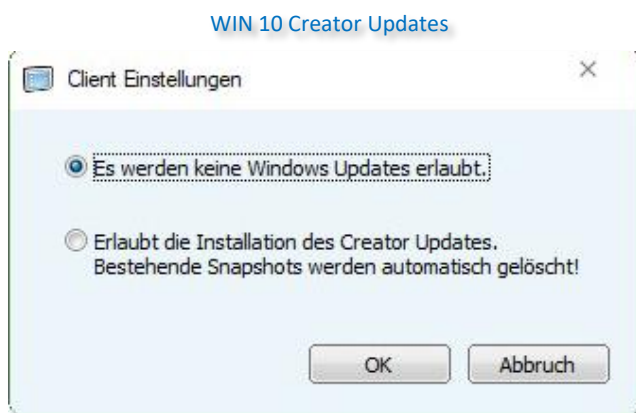 WIN 10 Creator Updates
Client Einstellungen
Es werden keine Windows Updates erlaubt.
Erlaubt die Installation des Creator Updates.
Bestehende Snapshots werden automatisch gelöscht!
OK
Abbruch